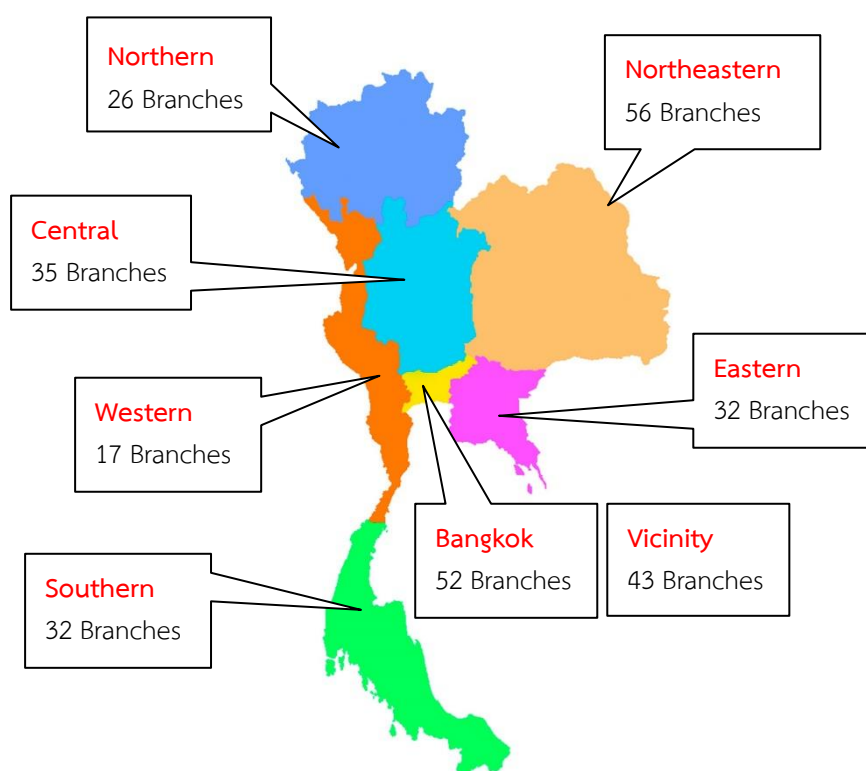 Northern
26 Branches
Northeastern
56 Branches
Central
35 Branches
Eastern
32 Branches
Western
17 Branches
Bangkok
52 Branches
Vicinity
43 Branches
Southern
32 Branches